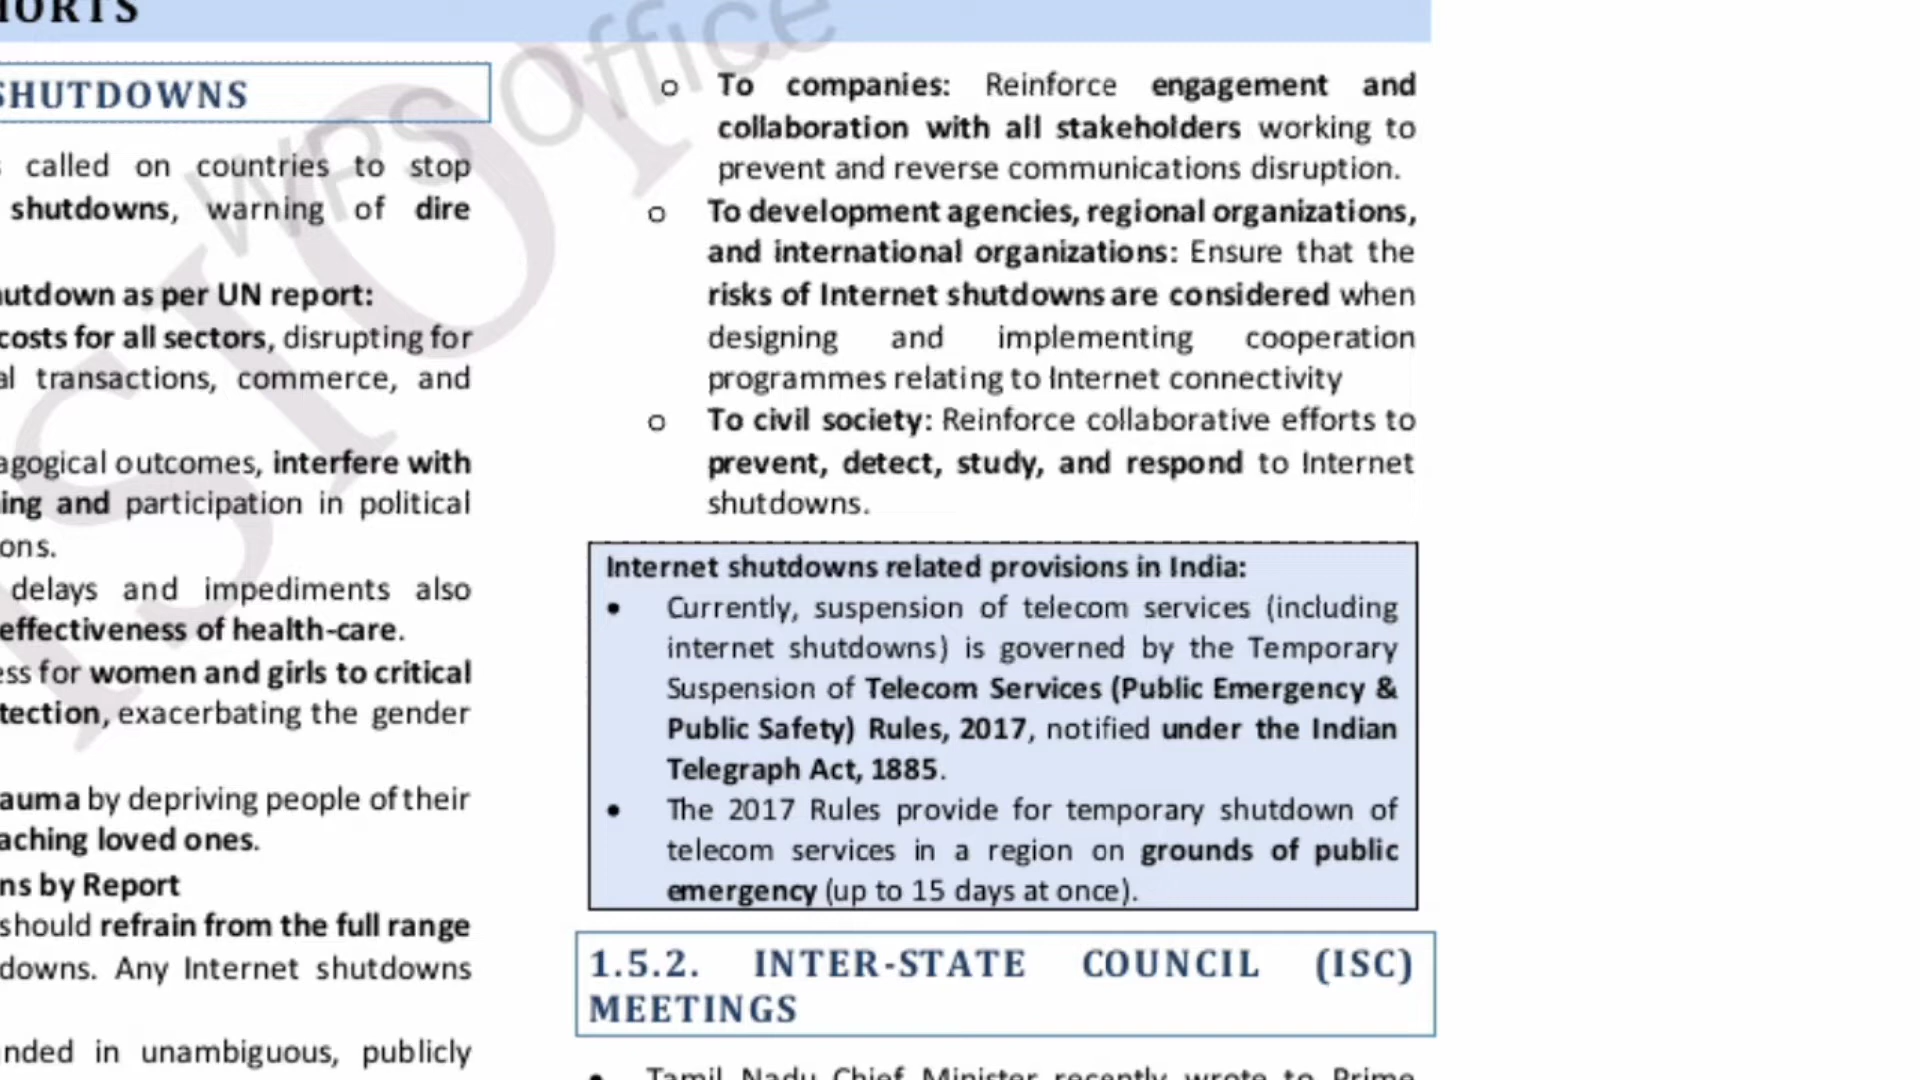 SHUTDOWNS
called on countries to stop
shutdowns, warning of dire
utdown as per UN report:
costs for all sectors, disrupting for
al transactions, commerce, and
agogical outcomes, interfere with
ing and participation in political
ons.
delays and impediments also
effectiveness of health-care.
ess for women and girls to critical
tection, exacerbating the gender
auma by depriving people of their
aching loved ones.
ns by Report
should refrain from the full range
downs. Any Internet shutdowns
nded in unambiguous, publicly
o To companies: Reinforce engagement and
collaboration with all stakeholders working to
prevent and reverse communications disruption.
o To development agencies, regional organizations,
and international organizations: Ensure that the
risks of Internet shutdowns are considered when
designing and implementing cooperation
programmes relating to Internet connectivity
o To civil society: Reinforce collaborative efforts to
prevent, detect, study, and respond to Internet
shutdowns.
Internet shutdowns related provisions in India:
• Currently, suspension of telecom services (including
internet shutdowns) is governed by the Temporary
Suspension of Telecom Services (Public Emergency &
Public Safety) Rules, 2017, notified under the Indian
Telegraph Act, 1885.
• The 2017 Rules provide for temporary shutdown of
telecom services in a region on grounds of public
emergency (up to 15 days at once).
1.5.2. INTER-STATE COUNCIL (ISC)
MEETINGS
• Tamil Nadu Chief Minister recently wrote to Prime
WPS Office